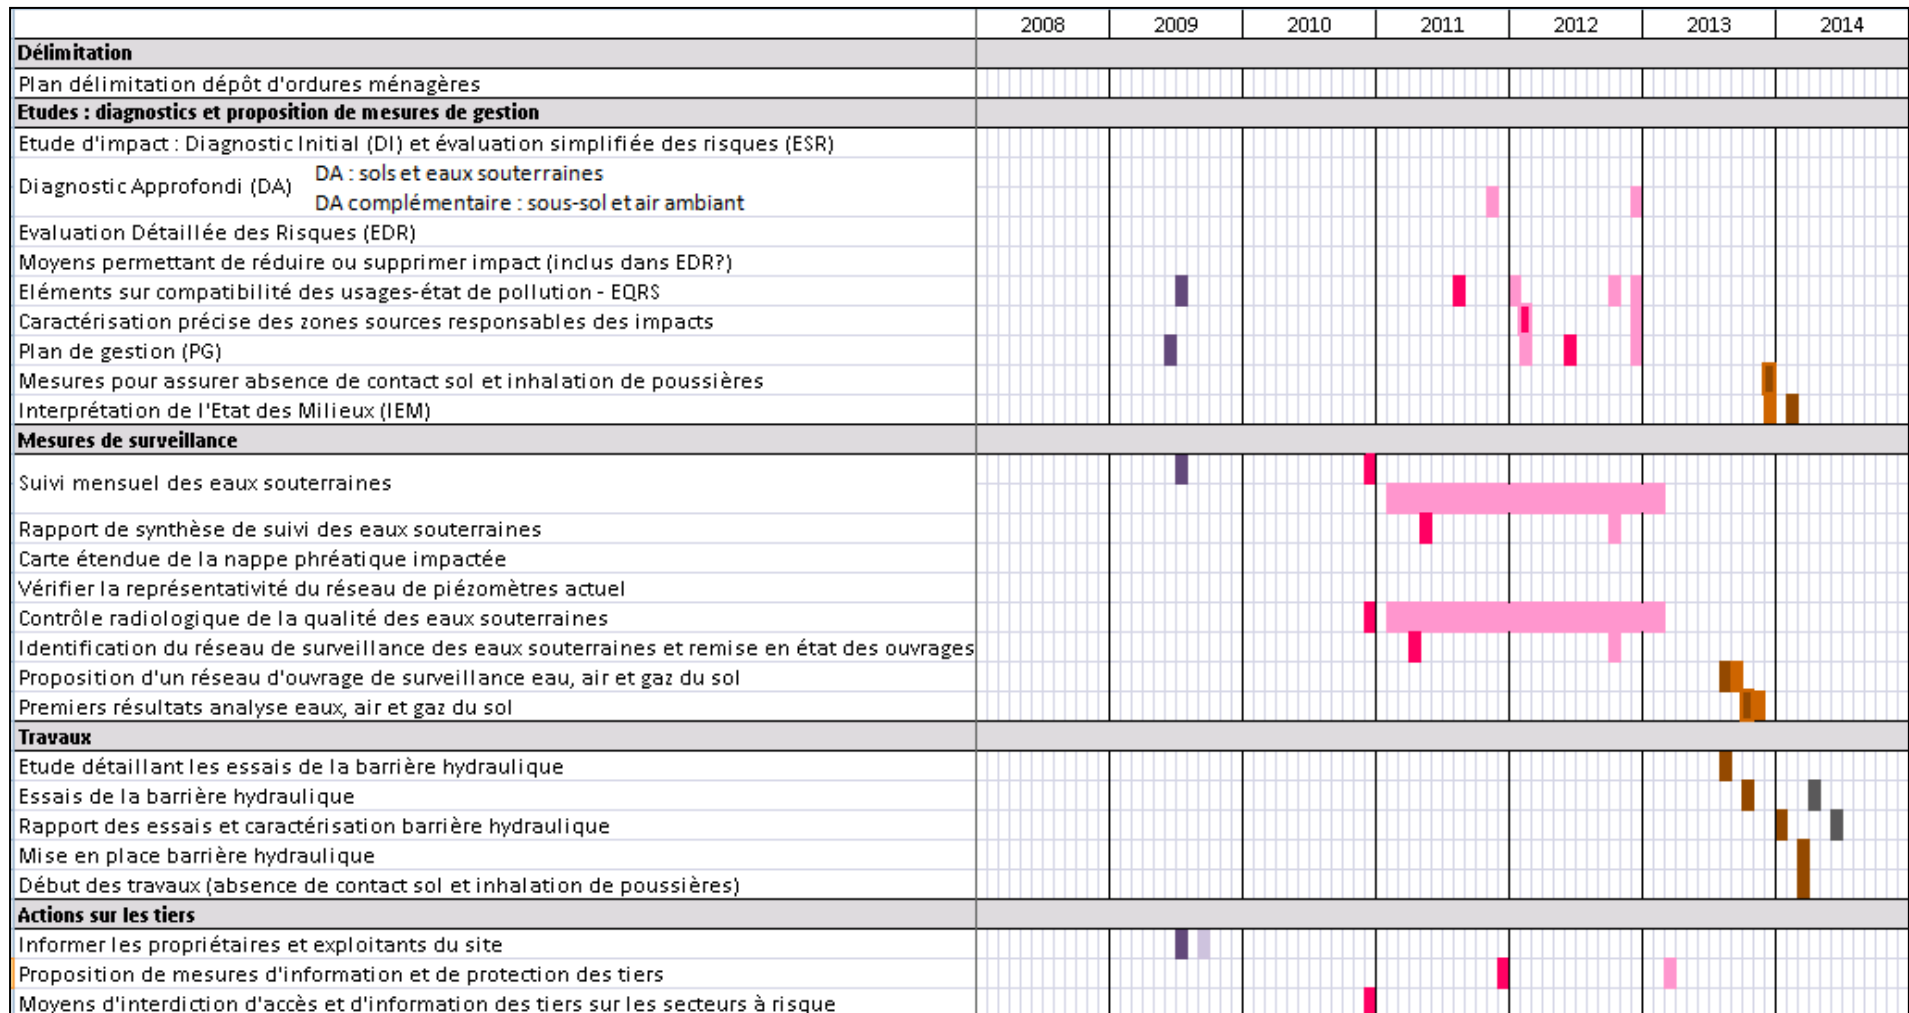 2008 2009 2010 2011 2012 2013 2014
Délimitation
Plan délimitation dépôt d'ordures ménagères
Etudes : diagnostics et proposition de mesures de gestion
Etude d'impact : Diagnostic Initial (DI) et évaluation simplifiée des risques (ESR)
Diagnostic Approfondi (DA)
DA : sols et eaux souterraines
DA complémentaire : sous-sol et air ambiant
Evaluation Détaillée des Risques (EDR)
Moyens permettant de réduire ou supprimer impact (inclus dans EDR?)
Eléments sur compatibilité des usages-état de pollution - EQRS
Caractérisation précise des zones sources responsables des impacts
Plan de gestion (PG)
Mesures pour assurer absence de contact sol et inhalation de poussières
Interprétation de l'Etat des Milieux (IEM)
Mesures de surveillance
Suivi mensuel des eaux souterraines
Rapport de synthèse de suivi des eaux souterraines
Carte étendue de la nappe phréatique impactée
Vérifier la représentativité du réseau de piézomètres actuel
Contrôle radiologique de la qualité des eaux souterraines
Identification du réseau de surveillance des eaux souterraines et remise en état des ouvrages
Proposition d'un réseau d'ouvrage de surveillance eau, air et gaz du sol
Premiers résultats analyse eaux, air et gaz du sol
Travaux
Etude détaillant les essais de la barrière hydraulique
Essais de la barrière hydraulique
Rapport des essais et caractérisation barrière hydraulique
Mise en place barrière hydraulique
Début des travaux (absence de contact sol et inhalation de poussières)
Actions sur les tiers
Informer les propriétaires et exploitants du site
Proposition de mesures d'information et de protection des tiers
Moyens d'interdiction d'accès et d'information des tiers sur les secteurs à risque